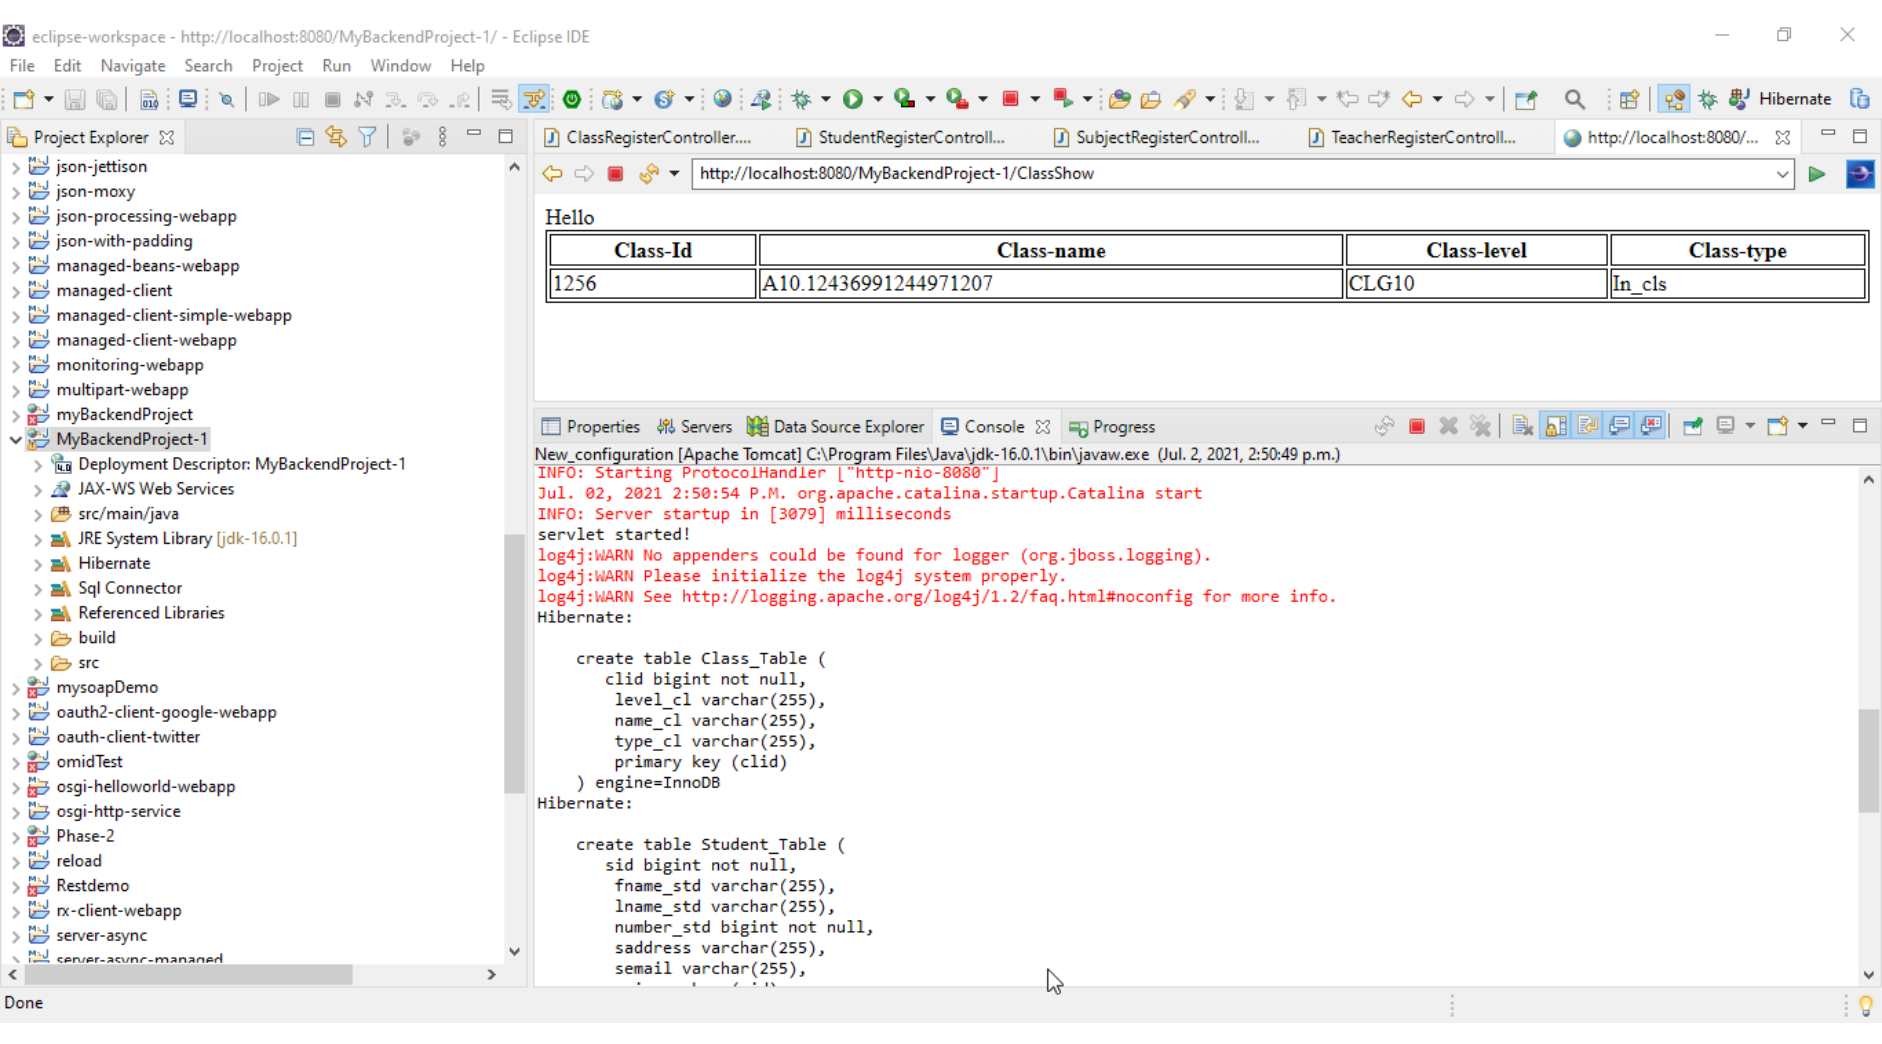 eclipse-workspace - http://localhost:8080/MyBackendProject-1/ - Eclipse IDE
File Edit Navigate Search Project Run Window Help
Hibernate
Project Explorer
json-jettison
json-moxy
json-processing-webapp
json-with-padding
managed-beans-webapp
managed-client
managed-client-simple-webapp
managed-client-webapp
monitoring-webapp
multipart-webapp
myBackendProject
MyBackendProject-1
Deployment Descriptor: MyBackendProject-1
JAX-WS Web Services
src/main/java
JRE System Library [jdk-16.0.1]
Hibernate
Sql Connector
Referenced Libraries
build
src
mysoapDemo
oauth2-client-google-webapp
oauth-client-twitter
omidTest
osgi-helloworld-webapp
osgi-http-service
Phase-2
reload
Restdemo
rx-client-webapp
server-async
server-async-managed
ClassRegisterController.... StudentRegisterControll... SubjectRegisterControll... TeacherRegisterControll... http://localhost:8080/...
http://localhost:8080/MyBackendProject-1/ClassShow
Hello
Class-Id Class-name Class-level Class-type
1256 A10.12436991244971207 CLG10 In_cls
Properties Servers Data Source Explorer Console Progress
New_configuration [Apache Tomcat] C:\Program Files\Java\jdk-16.0.1\bin\javaw.exe (Jul. 2, 2021, 2:50:49 p.m.)
INFO: Starting ProtocolHandler ["http-nio-8080"]
Jul. 02, 2021 2:50:54 P.M. org.apache.catalina.startup.Catalina start
INFO: Server startup in [3079] milliseconds
servlet started!
log4j:WARN No appenders could be found for logger (org.jboss.logging).
log4j:WARN Please initialize the log4j system properly.
log4j:WARN See http://logging.apache.org/log4j/1.2/faq.html#noconfig for more info.
Hibernate:
create table Class_Table (
clid bigint not null,
level_cl varchar(255),
name_cl varchar(255),
type_cl varchar(255),
primary key (clid)
) engine=InnoDB
Hibernate:
create table Student_Table (
sid bigint not null,
fname_std varchar(255),
lname_std varchar(255),
number_std bigint not null,
saddress varchar(255),
semail varchar(255),
Done